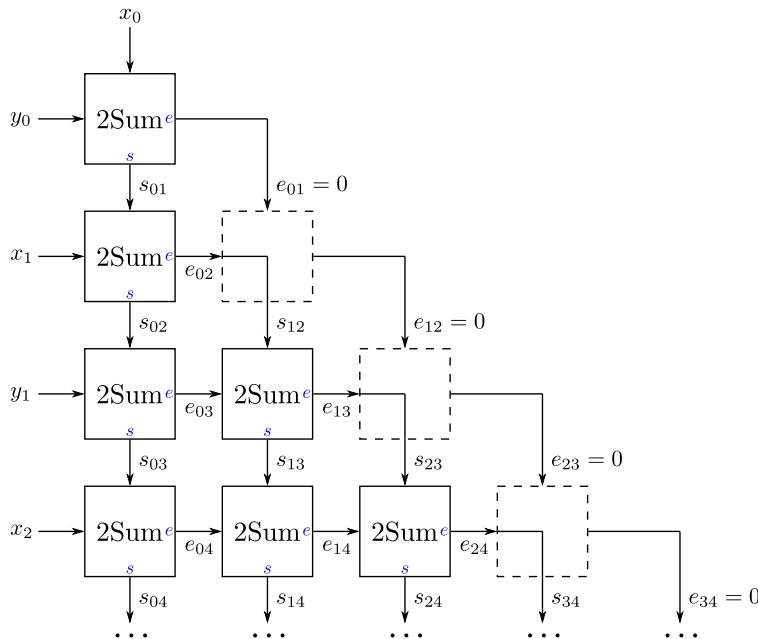 x₀
y₀ 2Sum e
s
s₀₁ e₀₁ = 0
x₁ 2Sum e e₀₂
s
s₀₂ s₁₂ e₁₂ = 0
y₁ 2Sum e e₀₃ 2Sum e e₁₃
s s
s₀₃ s₁₃ s₂₃ e₂₃ = 0
x₂ 2Sum e e₀₄ 2Sum e e₁₄ 2Sum e e₂₄
s s s
s₀₄ s₁₄ s₂₄ s₃₄ e₃₄ = 0
... ... ... ... ...